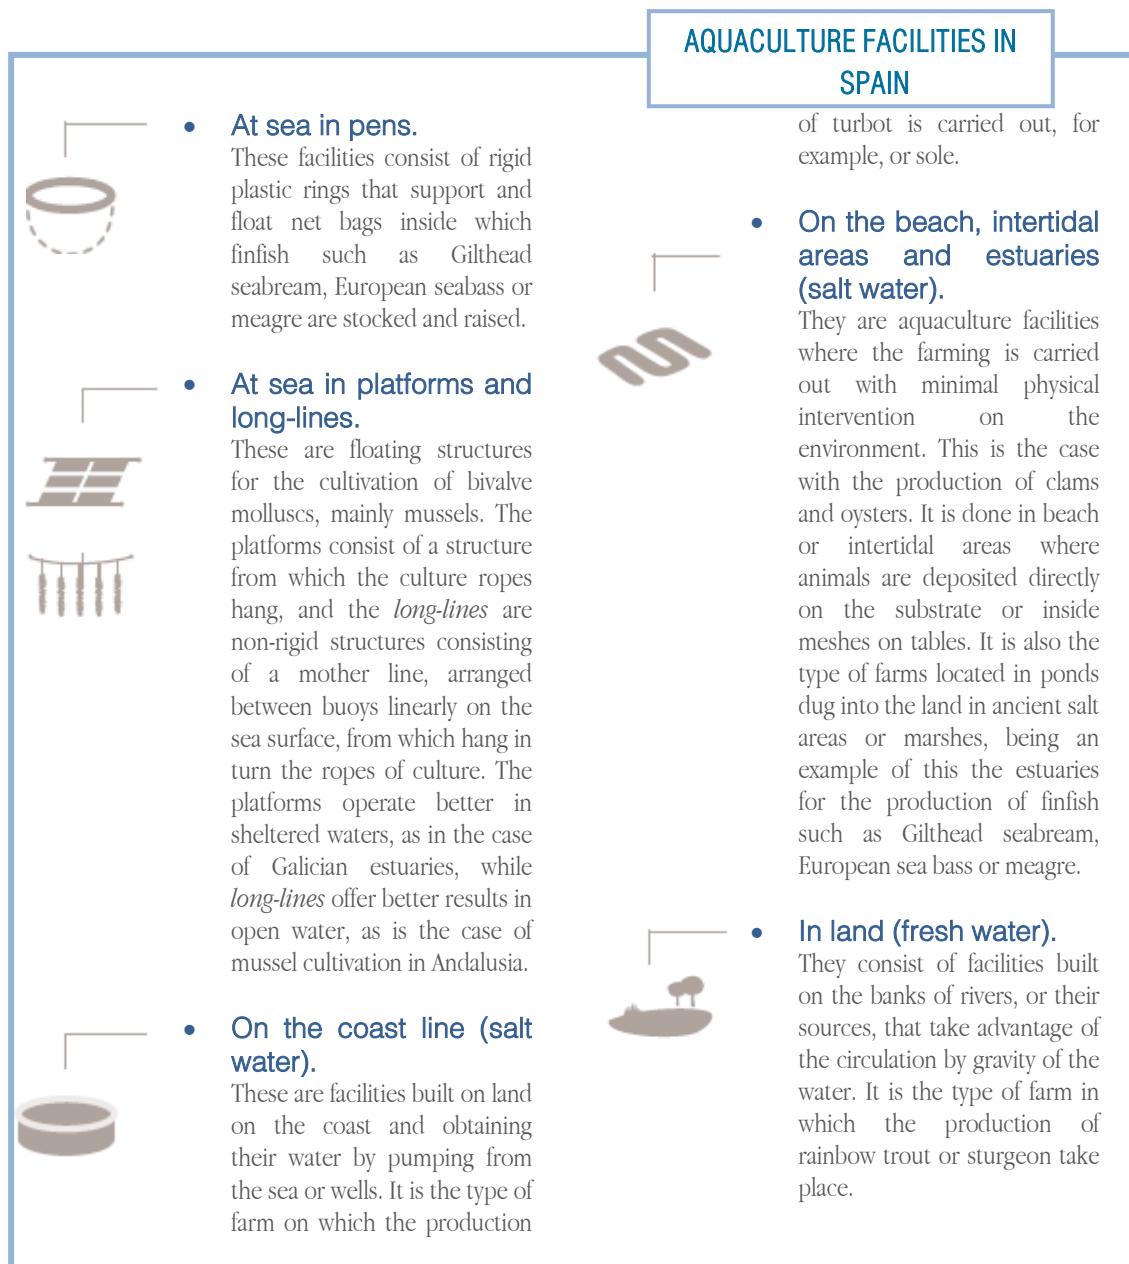 AQUACULTURE FACILITIES IN
SPAIN
• At sea in pens.
These facilities consist of rigid
plastic rings that support and
float net bags inside which
finfish such as Gilthead
seabream, European seabass or
meagre are stocked and raised.
• At sea in platforms and
long-lines.
These are floating structures
for the cultivation of bivalve
molluscs, mainly mussels. The
platforms consist of a structure
from which the culture ropes
hang, and the long-lines are
non-rigid structures consisting
of a mother line, arranged
between buoys linearly on the
sea surface, from which hang in
turn the ropes of culture. The
platforms operate better in
sheltered waters, as in the case
of Galician estuaries, while
long-lines offer better results in
open water, as is the case of
mussel cultivation in Andalusia.
• On the coast line (salt
water).
These are facilities built on land
on the coast and obtaining
their water by pumping from
the sea or wells. It is the type of
farm on which the production
of turbot is carried out, for
example, or sole.
• On the beach, intertidal
areas and estuaries
(salt water).
They are aquaculture facilities
where the farming is carried
out with minimal physical
intervention on the
environment. This is the case
with the production of clams
and oysters. It is done in beach
or intertidal areas where
animals are deposited directly
on the substrate or inside
meshes on tables. It is also the
type of farms located in ponds
dug into the land in ancient salt
areas or marshes, being an
example of this the estuaries
for the production of finfish
such as Gilthead seabream,
European sea bass or meagre.
• In land (fresh water).
They consist of facilities built
on the banks of rivers, or their
sources, that take advantage of
the circulation by gravity of the
water. It is the type of farm in
which the production of
rainbow trout or sturgeon take
place.